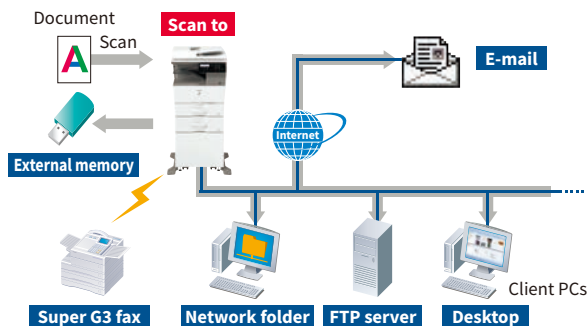 Document
Scan to
Scan
A
E-mail
Internet
External memory
Client PCs
Super G3 fax
Network folder
FTP server
Desktop